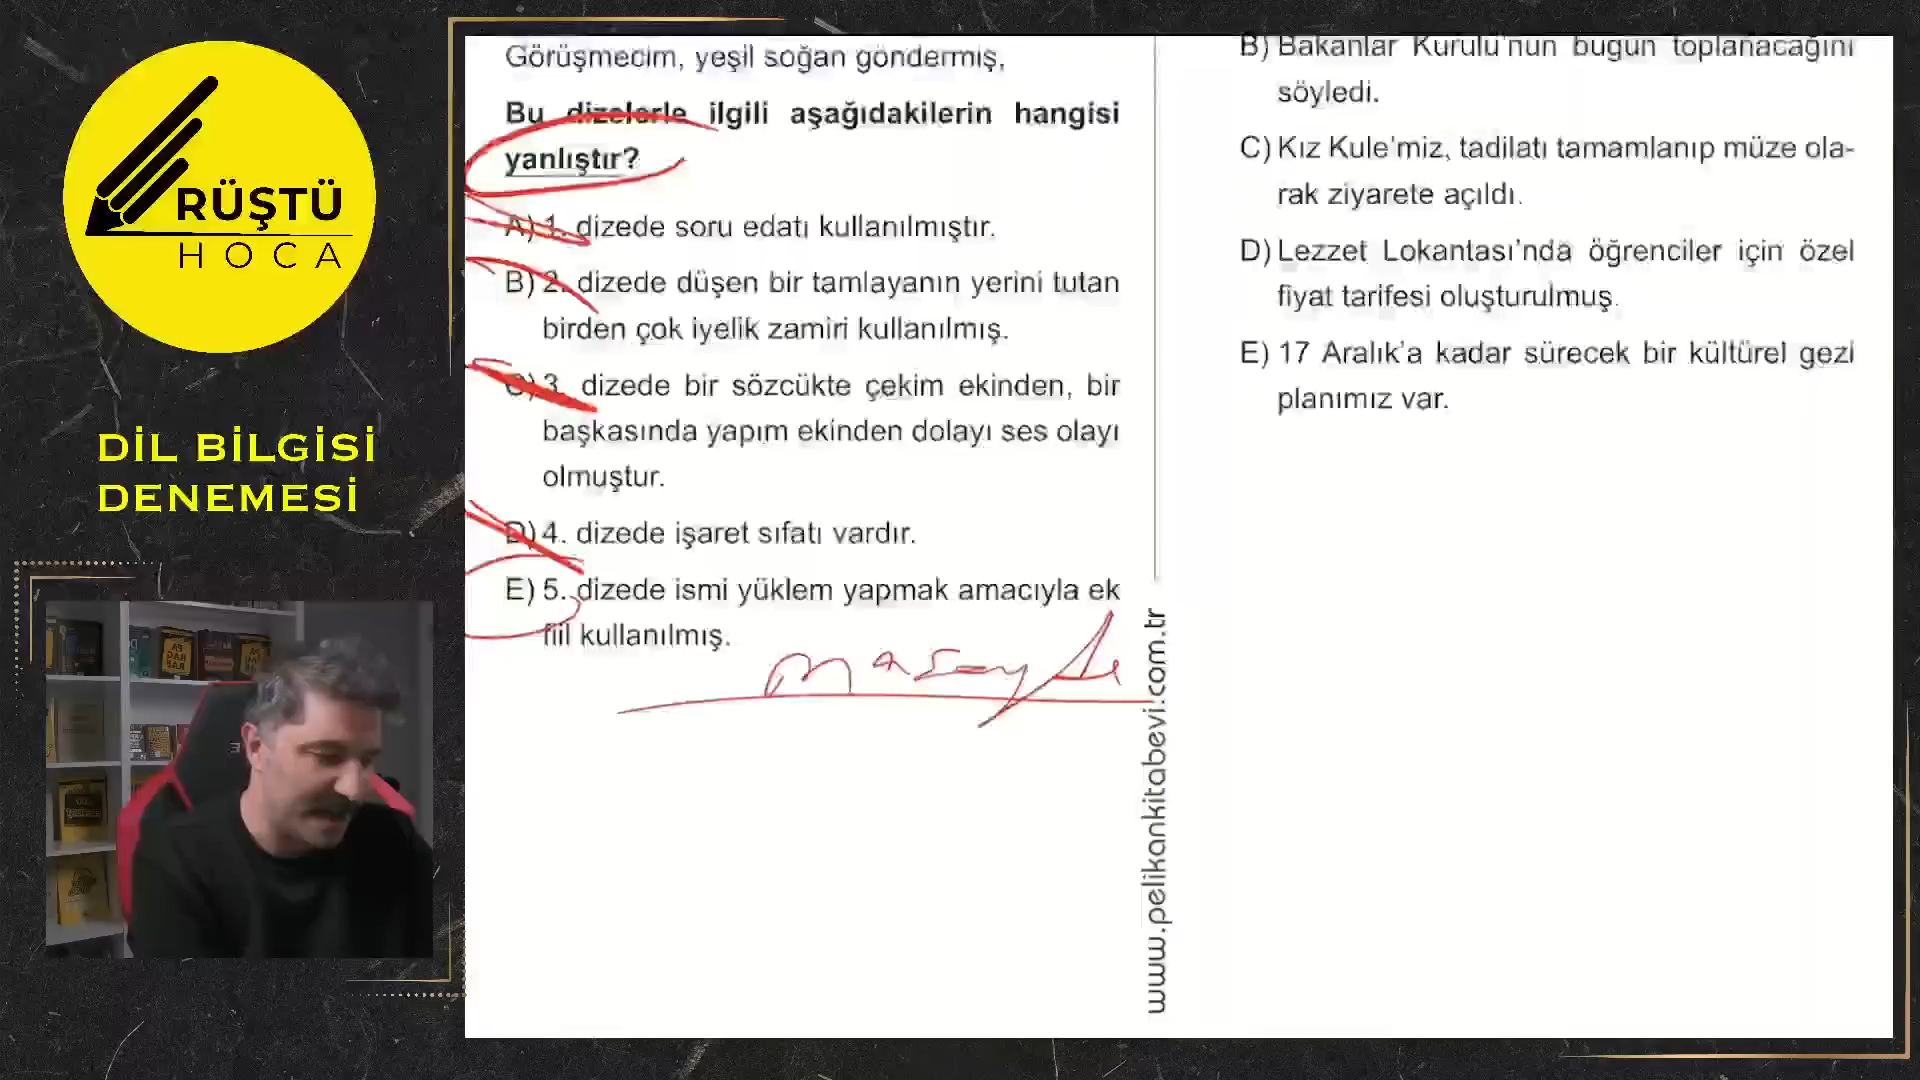 RÜŞTÜ
HOCA
DİL BİLGİSİ
DENEMESİ
Görüşmecim, yeşil soğan göndermiş,
Bu dizelerle ilgili aşağıdakilerin hangisi
yanlıştır?
A) 1. dizede soru edatı kullanılmıştır.
B) 2. dizede düşen bir tamlayanın yerini tutan
birden çok iyelik zamiri kullanılmış.
C) 3. dizede bir sözcükte çekim ekinden, bir
başkasında yapım ekinden dolayı ses olayı
olmuştur.
D) 4. dizede işaret sıfatı vardır.
E) 5. dizede ismi yüklem yapmak amacıyla ek
fiil kullanılmış.
www.pelikankitabevi.com.tr
B) Bakanlar Kurulu'nun bugün toplanacağını
söyledi.
C) Kız Kule'miz, tadilatı tamamlanıp müze ola-
rak ziyarete açıldı.
D) Lezzet Lokantası'nda öğrenciler için özel
fiyat tarifesi oluşturulmuş.
E) 17 Aralık'a kadar sürecek bir kültürel gezi
planımız var.